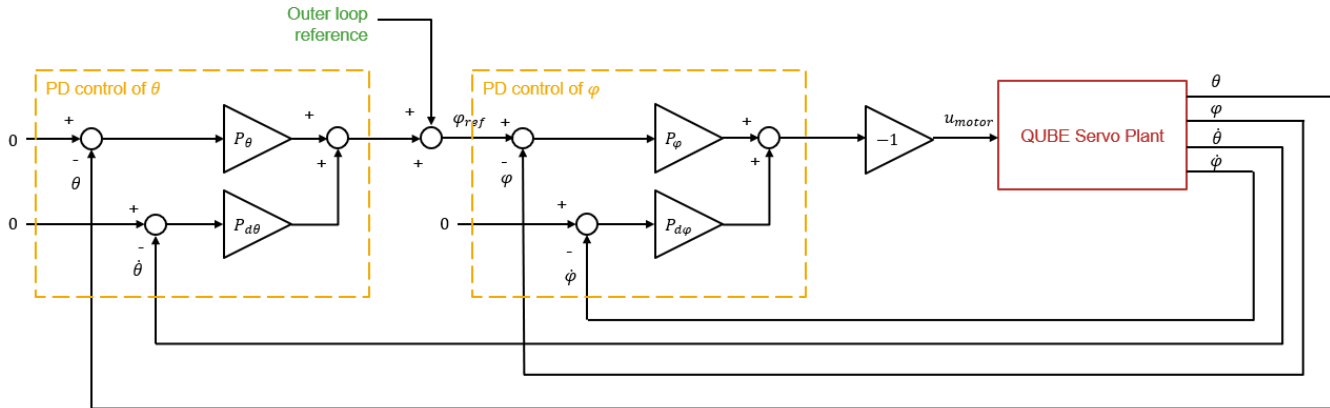 Outer loop
reference
PD control of θ
PD control of φ
θ
φ
θ̇
φ̇
+
+
+
+
+
0
-
θ
P_θ
+
+
φ_ref
-
φ
P_φ
+
−1
u_motor
QUBE Servo Plant
0
+
-
θ̇
P_dθ
0
+
-
φ̇
P_dφ